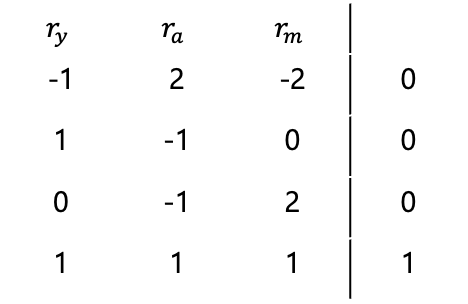 r_y r_a r_m |
-1 2 -2 | 0
1 -1 0 | 0
0 -1 2 | 0
1 1 1 | 1